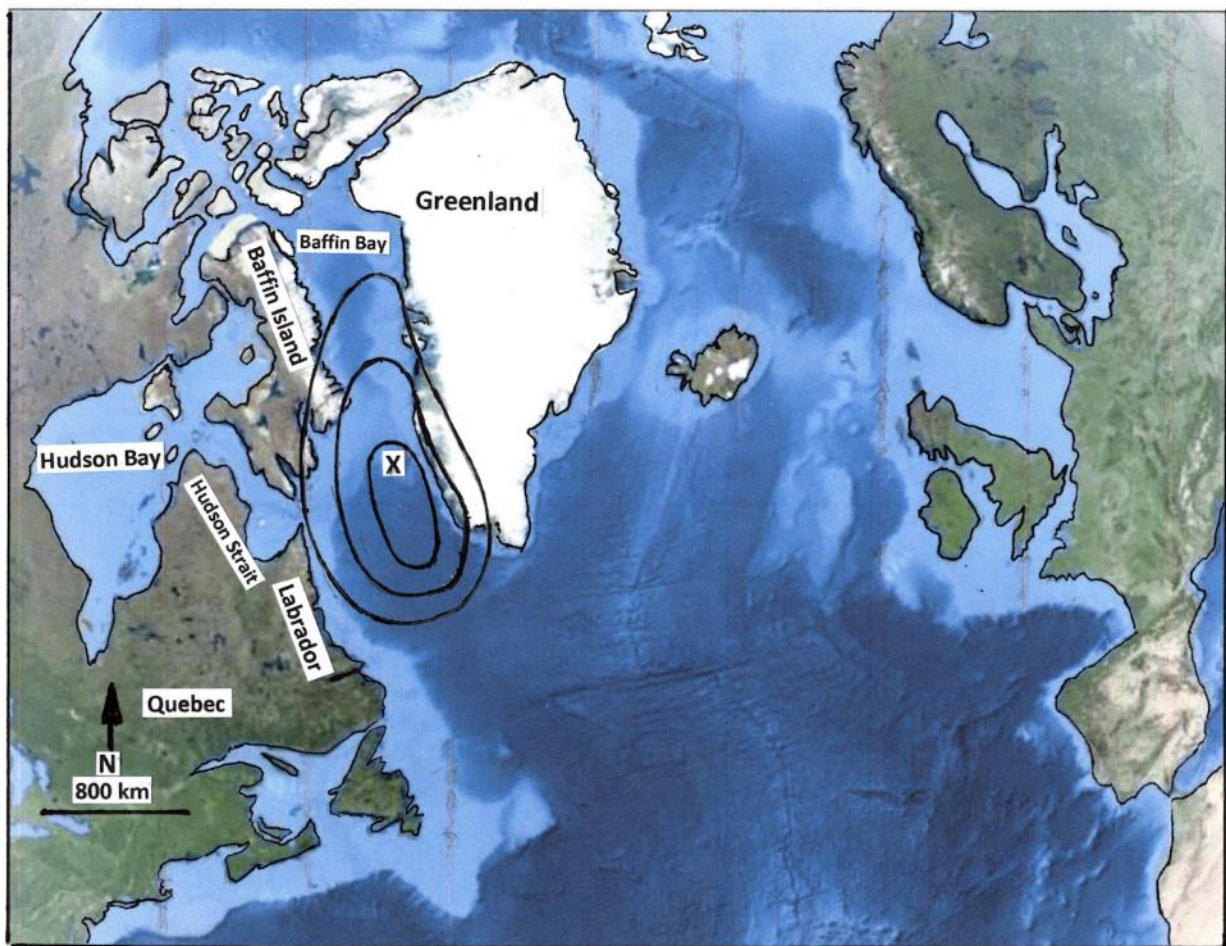 Greenland
Baffin Bay
Baffin Island
X
Hudson Bay
Hudson Strait
Labrador
Quebec
N
800 km